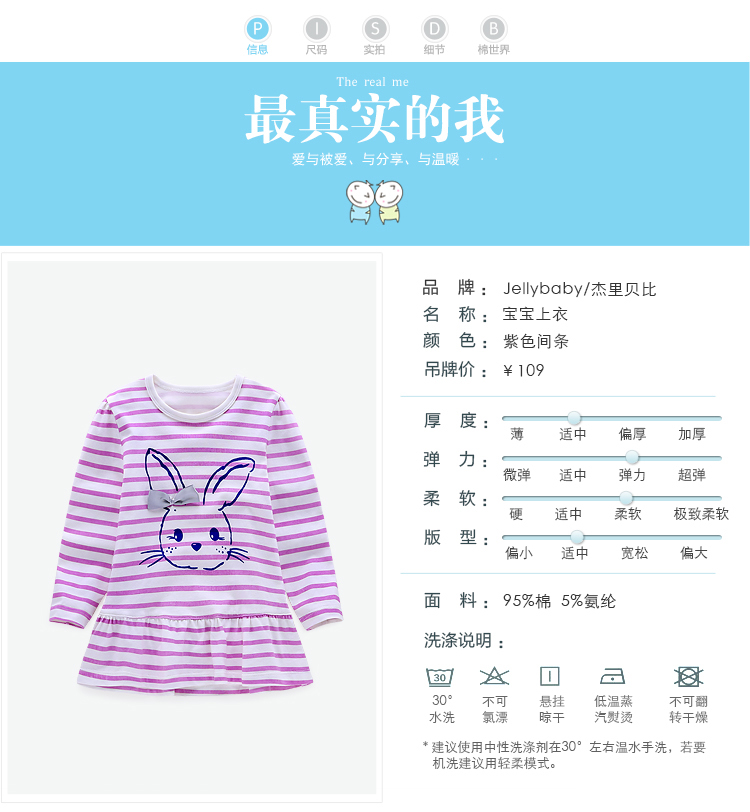 P I S D B
信息 尺码 实拍 细节 棉世界
The real me
最真实的我
爱与被爱、与分享、与温暖 · · ·
品 牌： Jellybaby/杰里贝比
名 称： 宝宝上衣
颜 色： 紫色间条
吊牌价： ¥ 109
厚 度：
薄 适中 偏厚 加厚
弹 力：
微弹 适中 弹力 超弹
柔 软：
硬 适中 柔软 极致柔软
版 型：
偏小 适中 宽松 偏大
面 料： 95%棉 5%氨纶
洗涤说明：
30
30° 不可 悬挂 低温蒸 不可翻
水洗 氯漂 晾干 汽熨烫 转干燥
* 建议使用中性洗涤剂在30° 左右温水手洗，若要
机洗建议用轻柔模式。